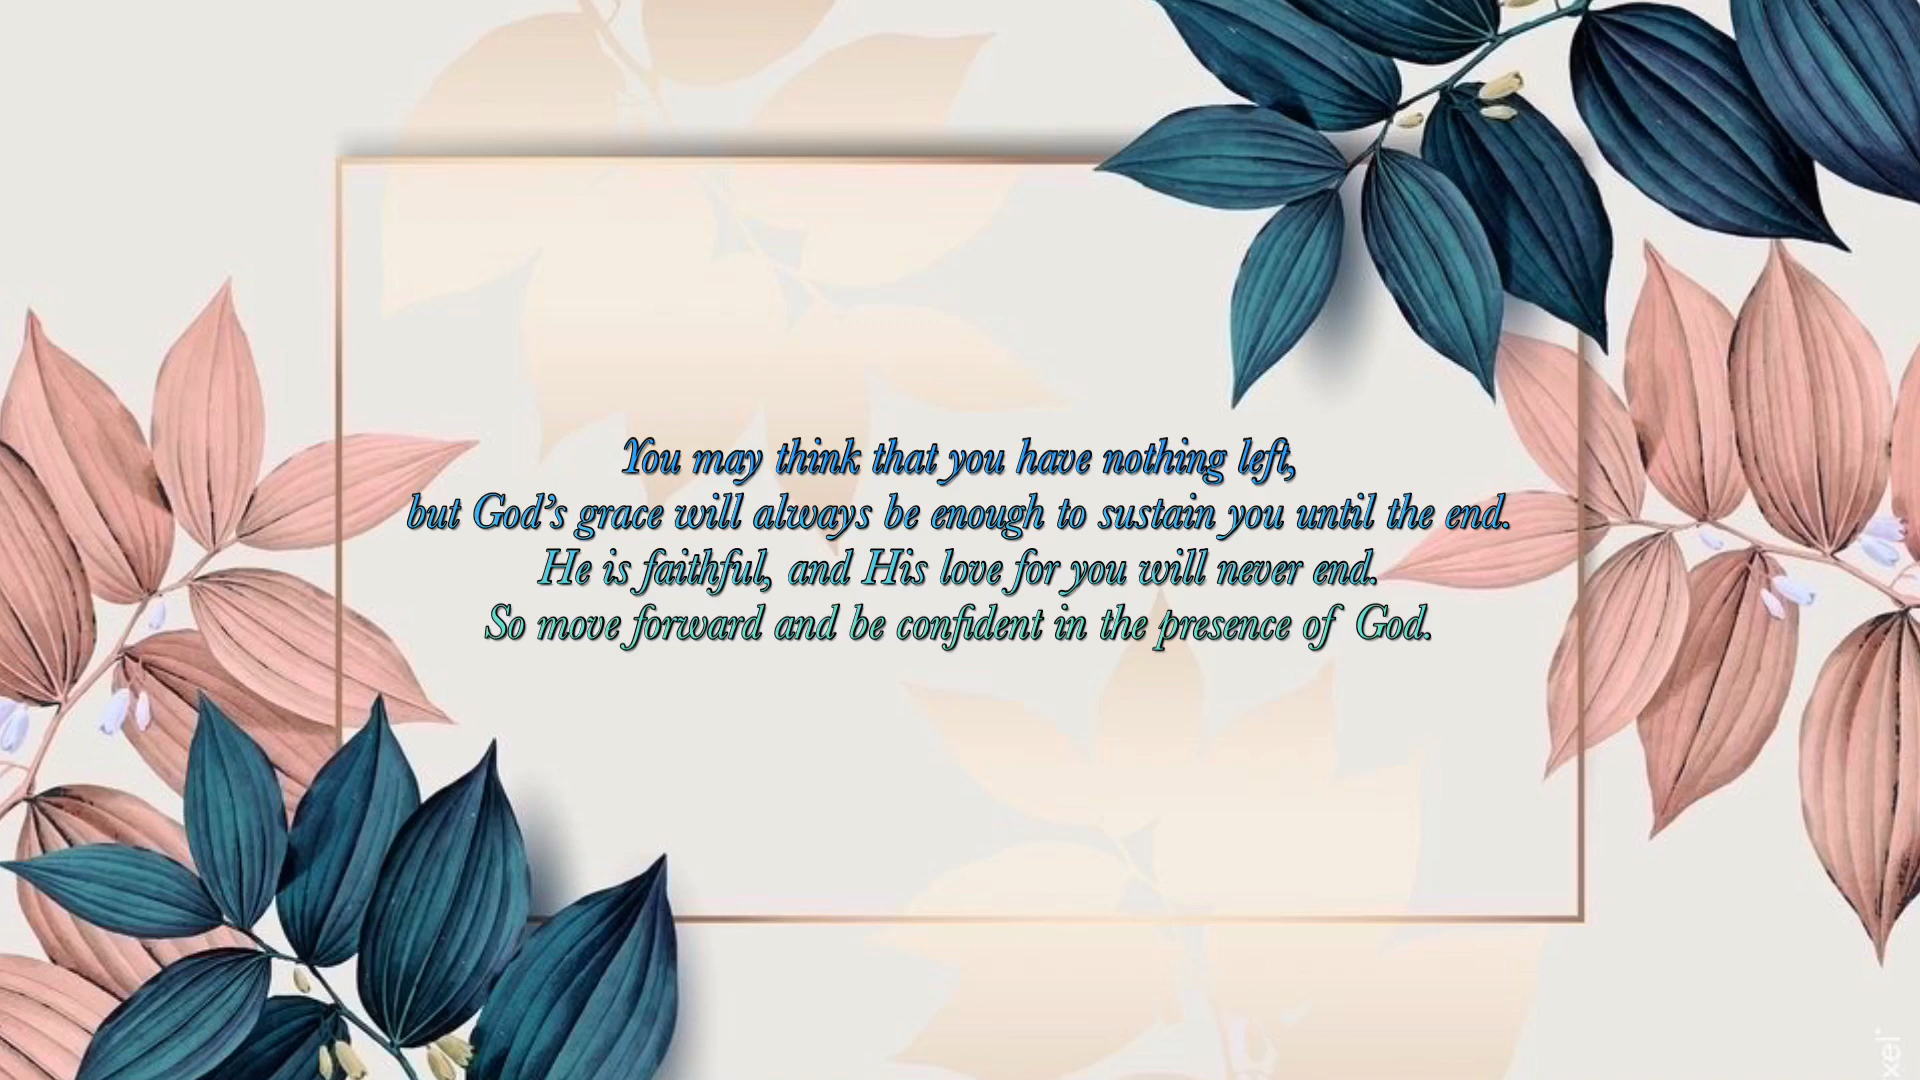 You may think that you have nothing left,
but God's grace will always be enough to sustain you until the end.
He is faithful, and His love for you will never end.
So move forward and be confident in the presence of God.
xel